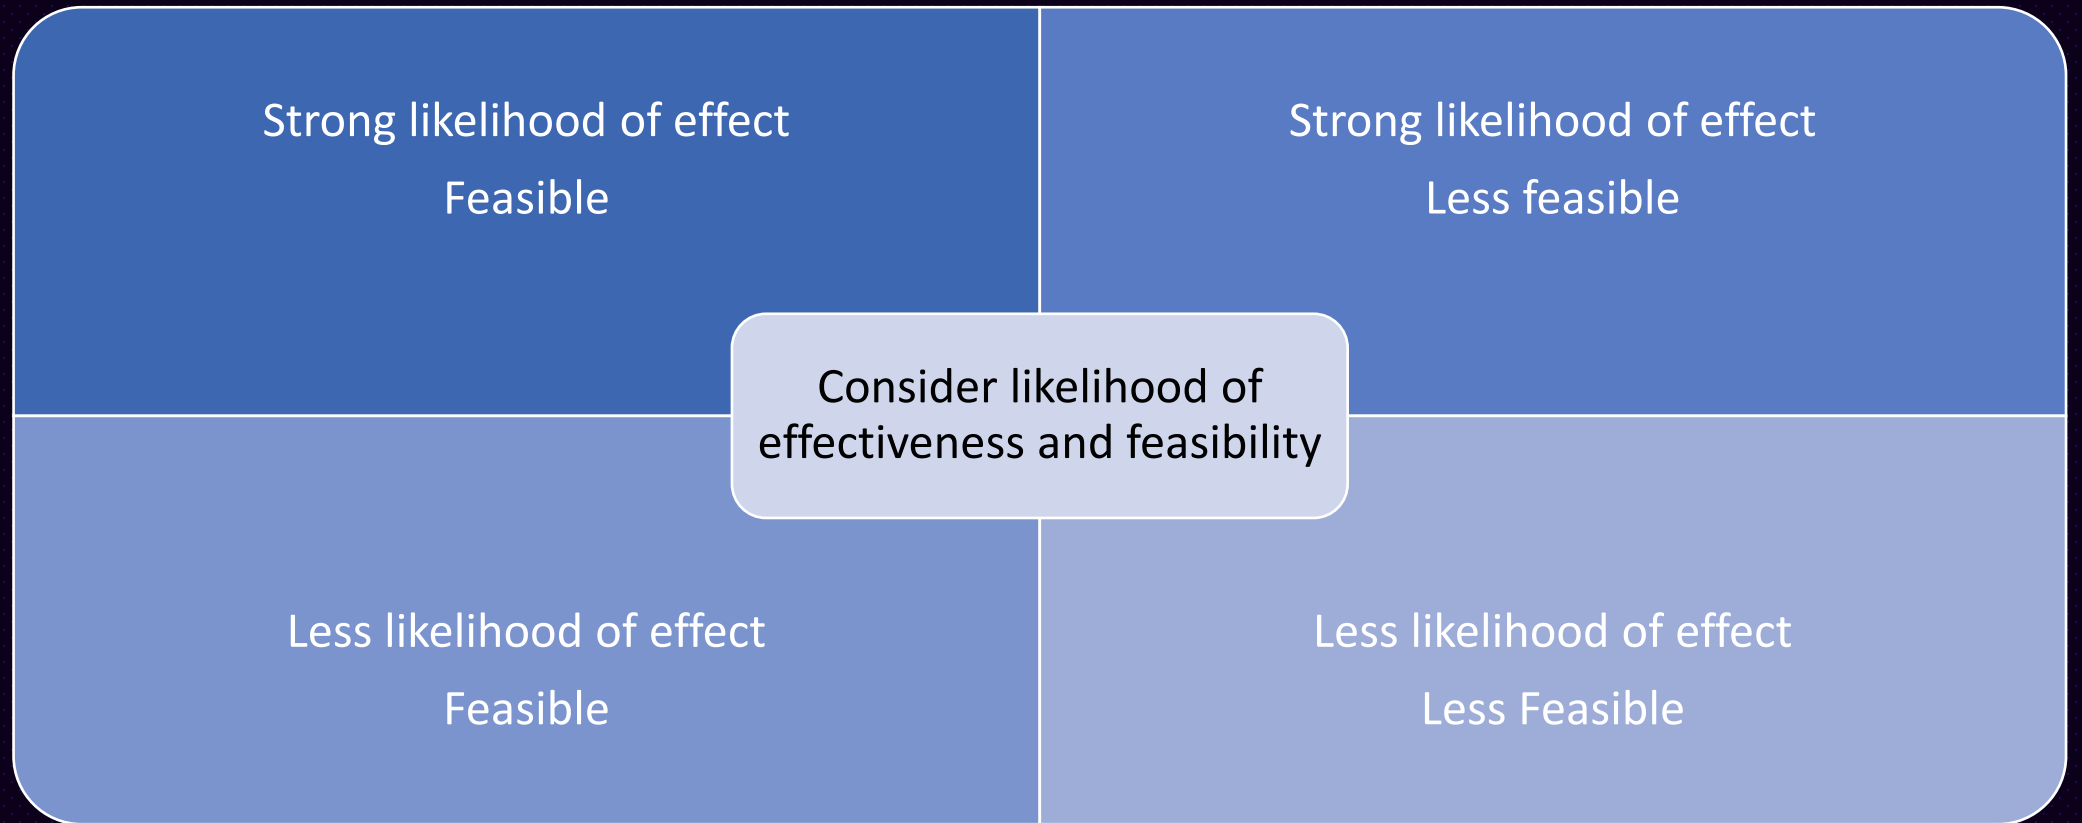 Strong likelihood of effect
Feasible
Strong likelihood of effect
Less feasible
Consider likelihood of
effectiveness and feasibility
Less likelihood of effect
Feasible
Less likelihood of effect
Less Feasible